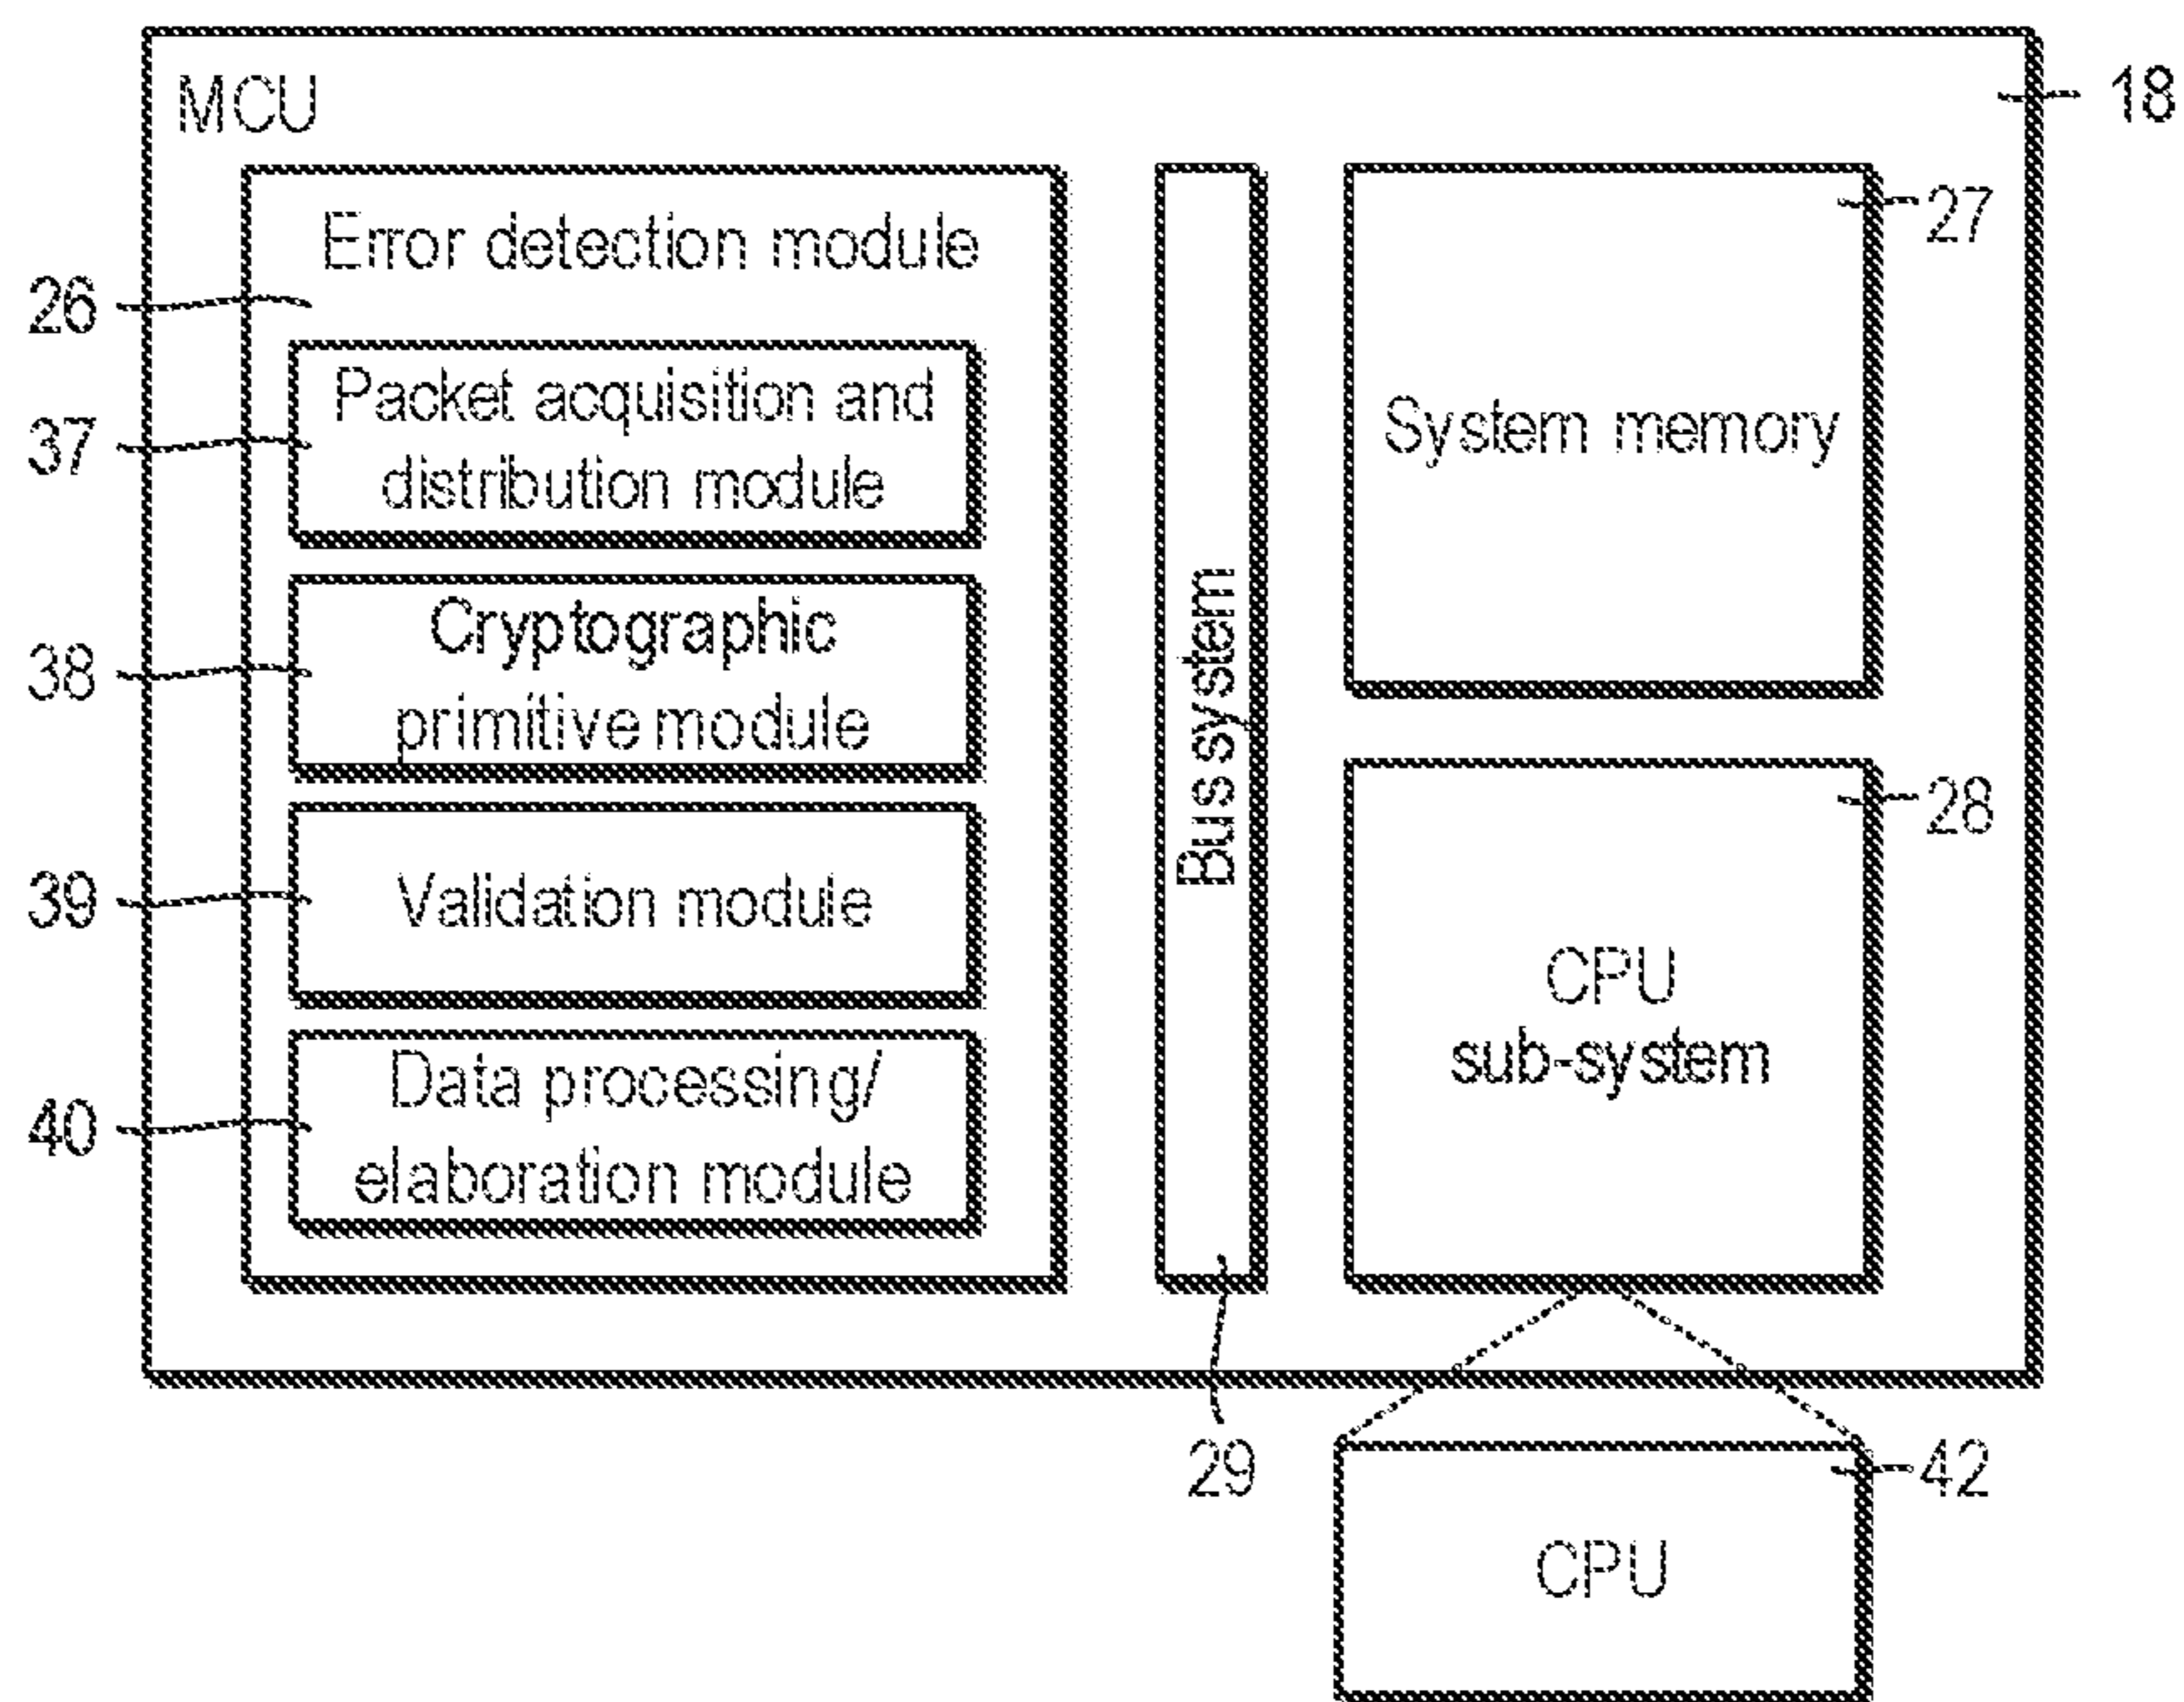 MCU
18
Error detection module
26
Packet acquisition and
distribution module
37
Cryptographic
primitive module
38
Validation module
39
Data processing/
elaboration module
40
Bus system
29
System memory
27
CPU
sub-system
28
CPU
42